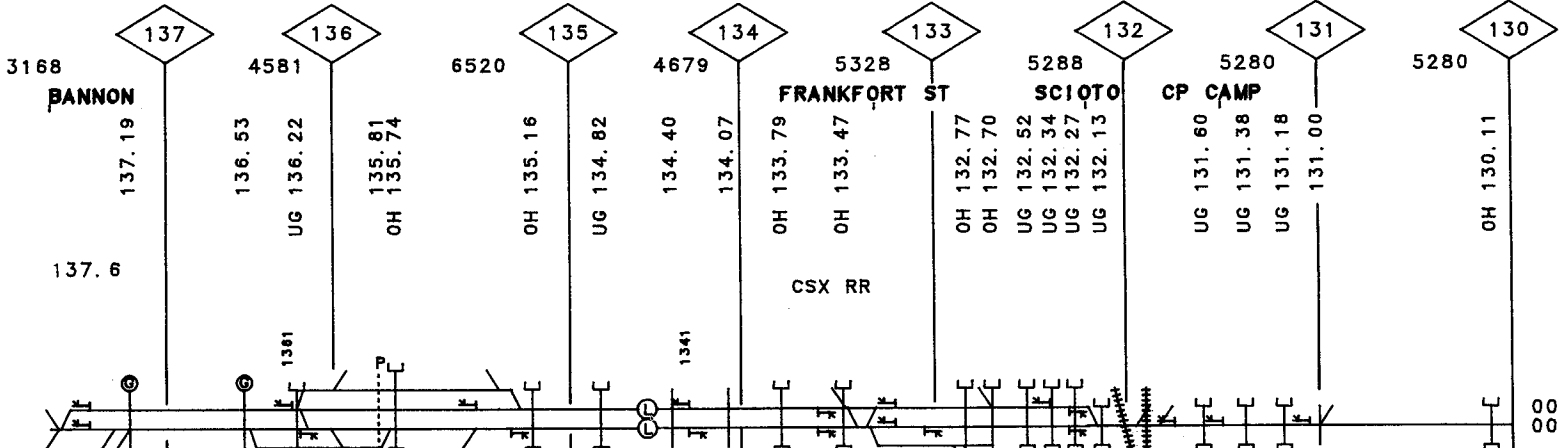 137 136 135 134 133 132 131 130
3168 4581 6520 4679 5328 5288 5280 5280
BANNON FRANKFORT ST SCIOTO CP CAMP
137.19
136.53
UG 136.22
135.81
OH 135.74
OH 135.16
UG 134.82
134.40
134.07
OH 133.79
OH 133.47
OH 132.77
OH 132.70
UG 132.52
UG 132.34
UG 132.27
UG 132.13
UG 131.60
UG 131.38
UG 131.18
131.00
OH 130.11
137.6
CSX RR
1361
1341
P
G G
L
L
00
00